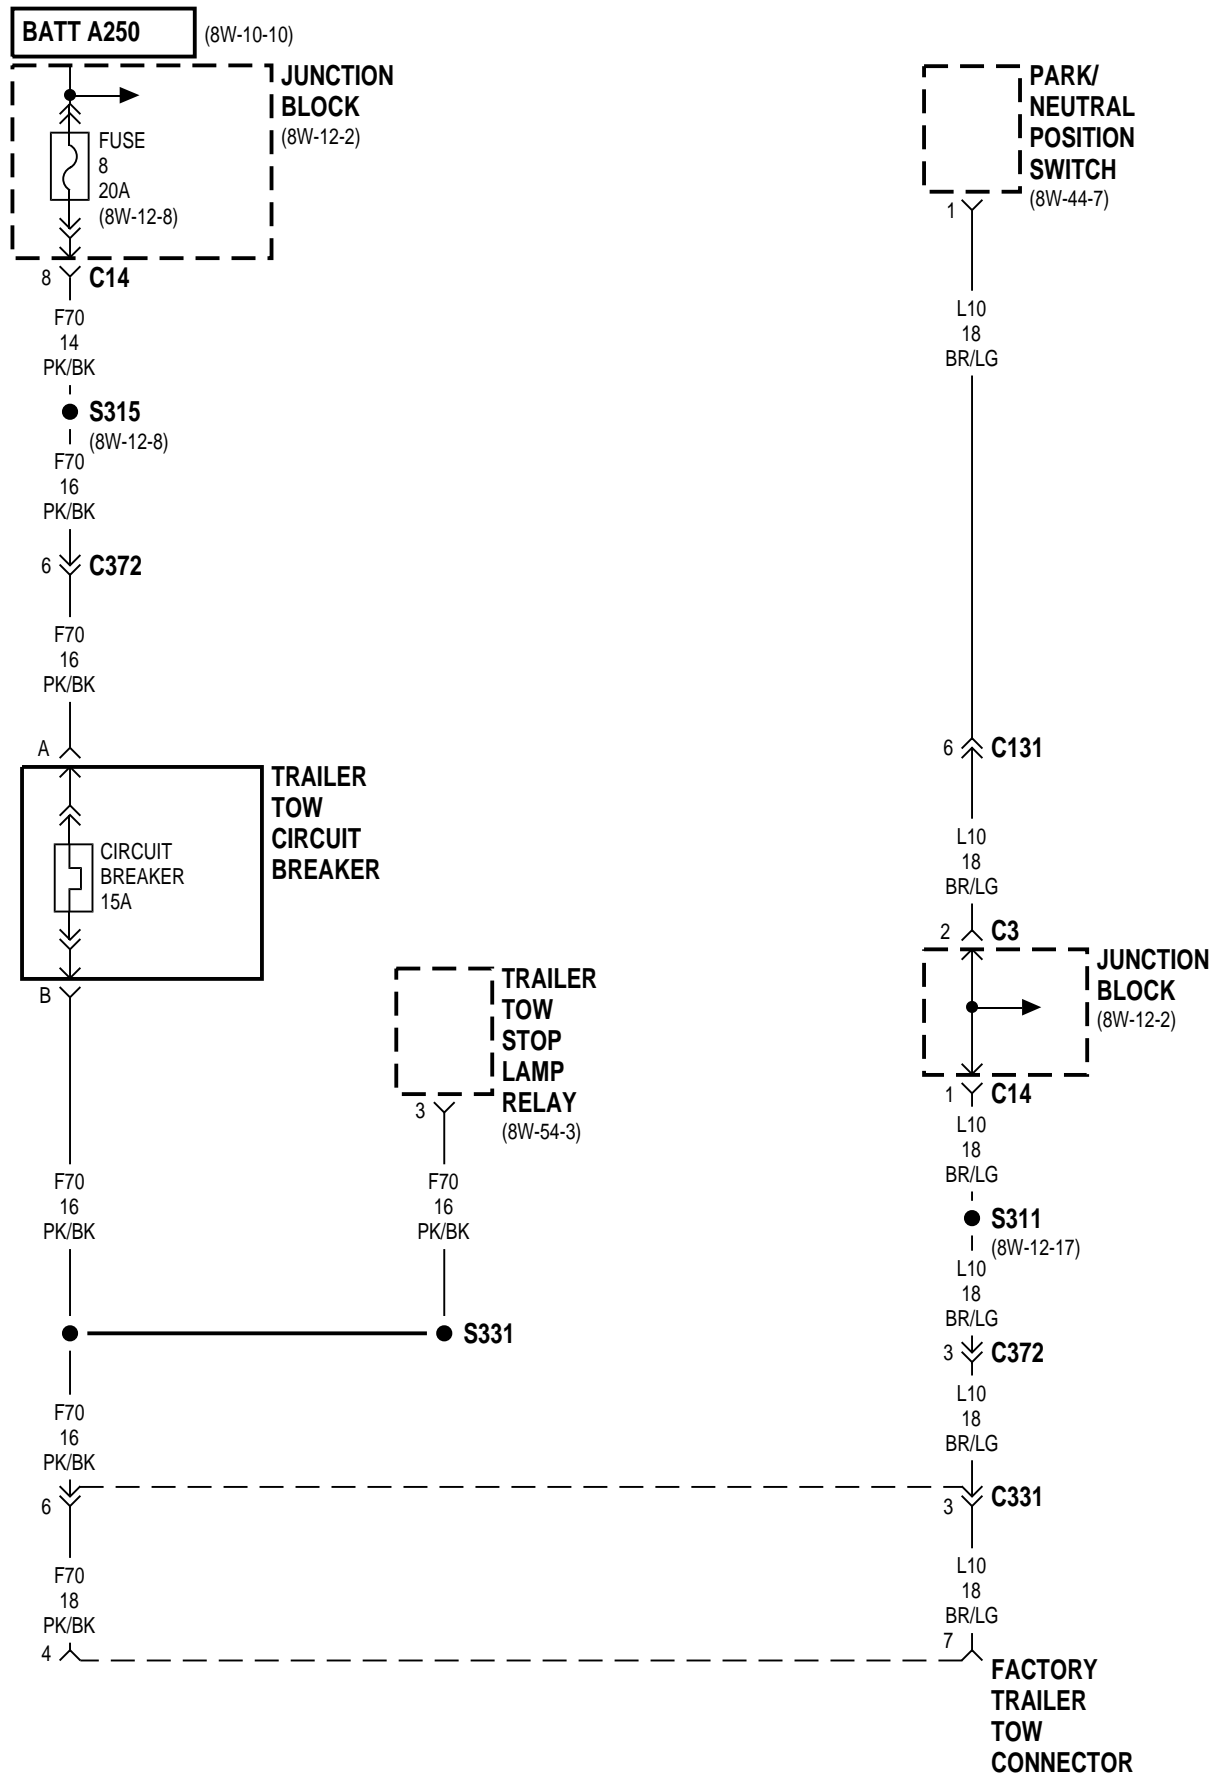 BATT A250
(8W-10-10)
JUNCTION
BLOCK
(8W-12-2)
FUSE
8
20A
(8W-12-8)
8
C14
F70
14
PK/BK
S315
(8W-12-8)
F70
16
PK/BK
6
C372
F70
16
PK/BK
A
TRAILER
TOW
CIRCUIT
BREAKER
CIRCUIT
BREAKER
15A
B
TRAILER
TOW
STOP
LAMP
RELAY
(8W-54-3)
3
F70
16
PK/BK
F70
16
PK/BK
S331
F70
16
PK/BK
6
F70
18
PK/BK
4
PARK/
NEUTRAL
POSITION
SWITCH
(8W-44-7)
1
L10
18
BR/LG
6
C131
L10
18
BR/LG
2
C3
JUNCTION
BLOCK
(8W-12-2)
1
C14
L10
18
BR/LG
S311
(8W-12-17)
L10
18
BR/LG
3
C372
L10
18
BR/LG
3
C331
L10
18
BR/LG
7
FACTORY
TRAILER
TOW
CONNECTOR